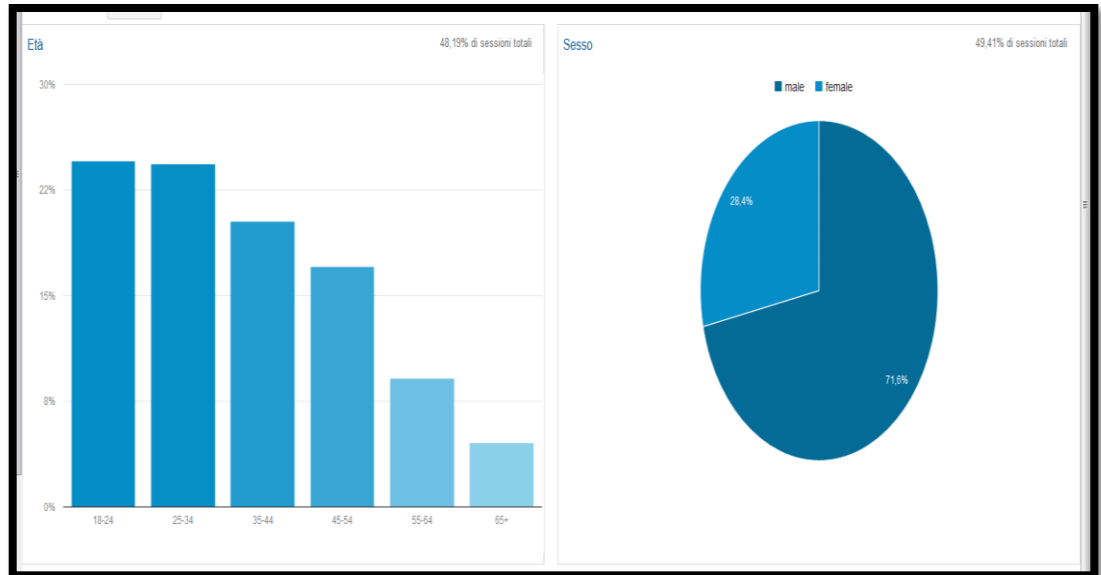 Età
48,19% di sessioni totali
30%
22%
15%
8%
0%
18-24
25-34
35-44
45-54
55-64
65+
Sesso
49,41% di sessioni totali
male
female
28,4%
71,6%